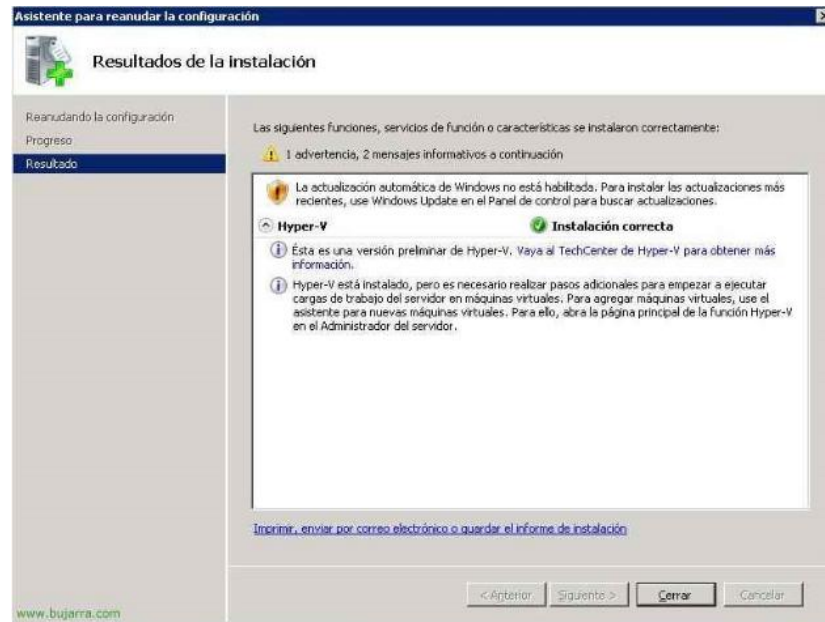 Asistente para reanudar la configuración
Resultados de la instalación
Reanudando la configuración
Progreso
Resultado
Las siguientes funciones, servicios de función o características se instalaron correctamente:
1 advertencia, 2 mensajes informativos a continuación
La actualización automática de Windows no está habilitada. Para instalar las actualizaciones más
recientes, use Windows Update en el Panel de control para buscar actualizaciones.
Hyper-V Instalación correcta
Ésta es una versión preliminar de Hyper-V. Vaya al TechCenter de Hyper-V para obtener más
información.
Hyper-V está instalado, pero es necesario realizar pasos adicionales para empezar a ejecutar
cargas de trabajo del servidor en máquinas virtuales. Para agregar máquinas virtuales, use el
asistente para nuevas máquinas virtuales. Para ello, abra la página principal de la función Hyper-V
en el Administrador del servidor.
Imprimir, enviar por correo electrónico o guardar el informe de instalación
< Anterior Siguiente > Cerrar Cancelar
www.bujarra.com